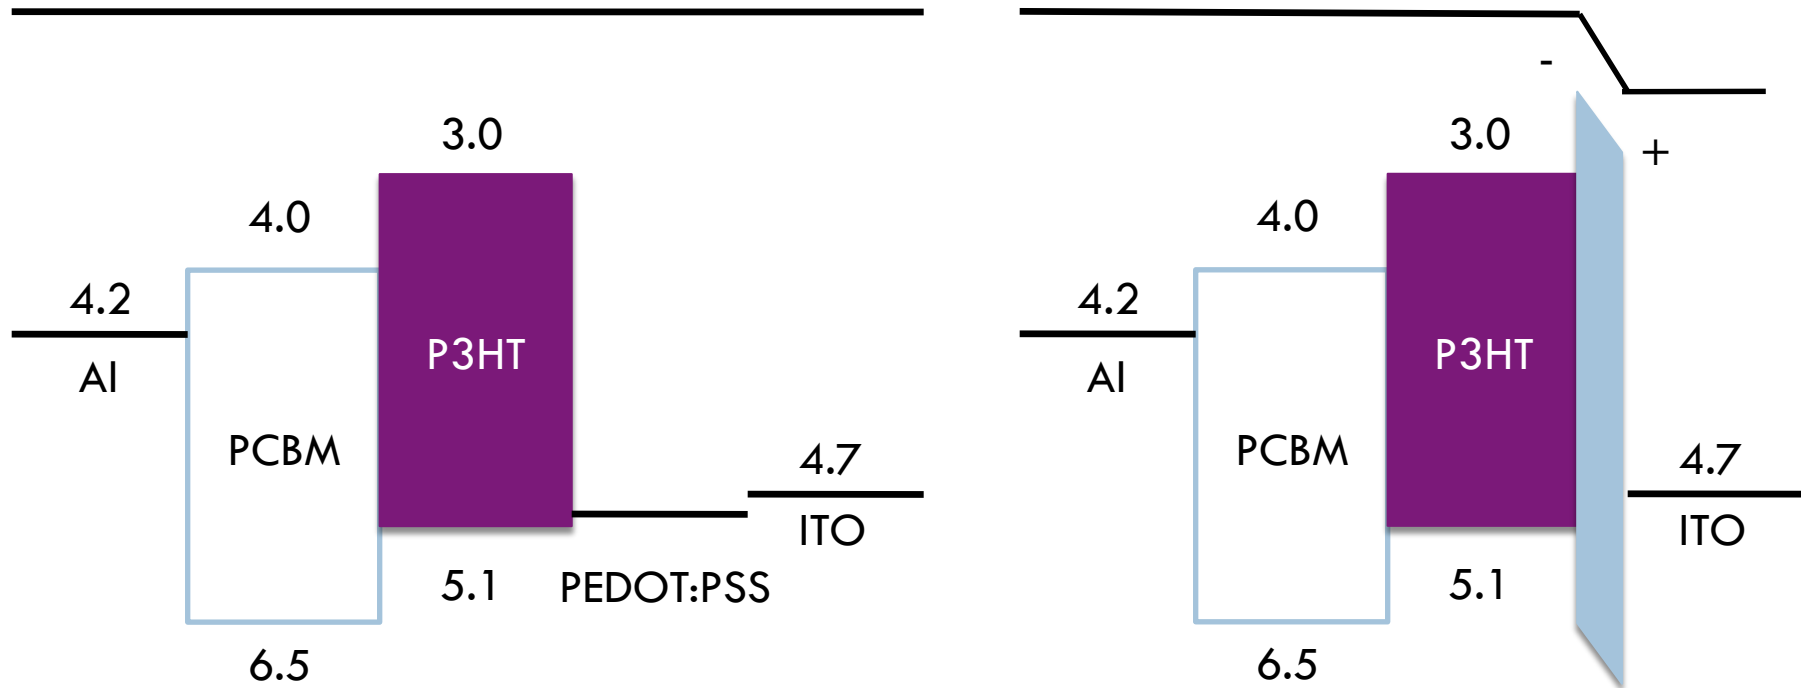 3.0
4.0
4.2
Al
P3HT
PCBM
4.7
ITO
5.1
PEDOT:PSS
6.5
-
+
3.0
4.0
4.2
Al
P3HT
PCBM
4.7
ITO
5.1
6.5